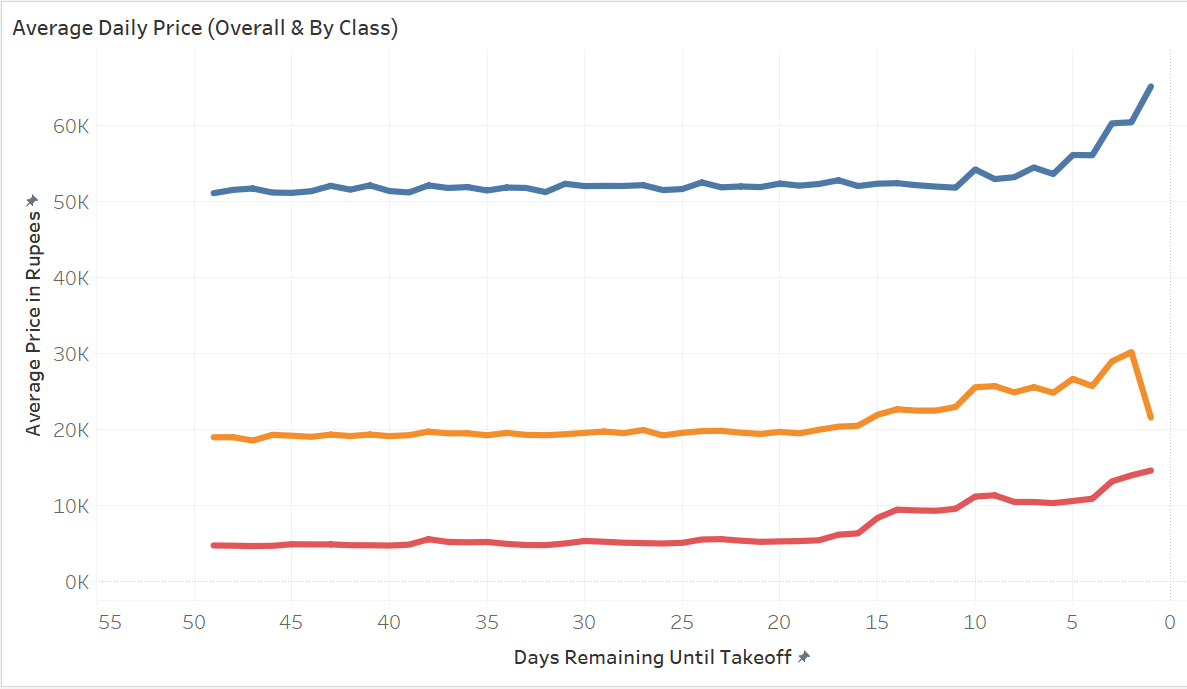 Average Daily Price (Overall & By Class)
60K
50K
40K
30K
20K
10K
0K
Average Price in Rupees
55 50 45 40 35 30 25 20 15 10 5 0
Days Remaining Until Takeoff